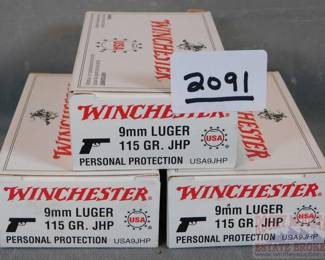 2091
WINCHESTER
9mm LUGER
115 GR. JHP
USA
PERSONAL PROTECTION USA9JHP
WINCHESTER
9mm LUGER
115 GR. JHP
USA
PERSONAL PROTECTION USA9JHP
WINCHESTER
9mm LUGER
115 GR. JHP
USA
PERSONAL PROTECTION USA9JHP